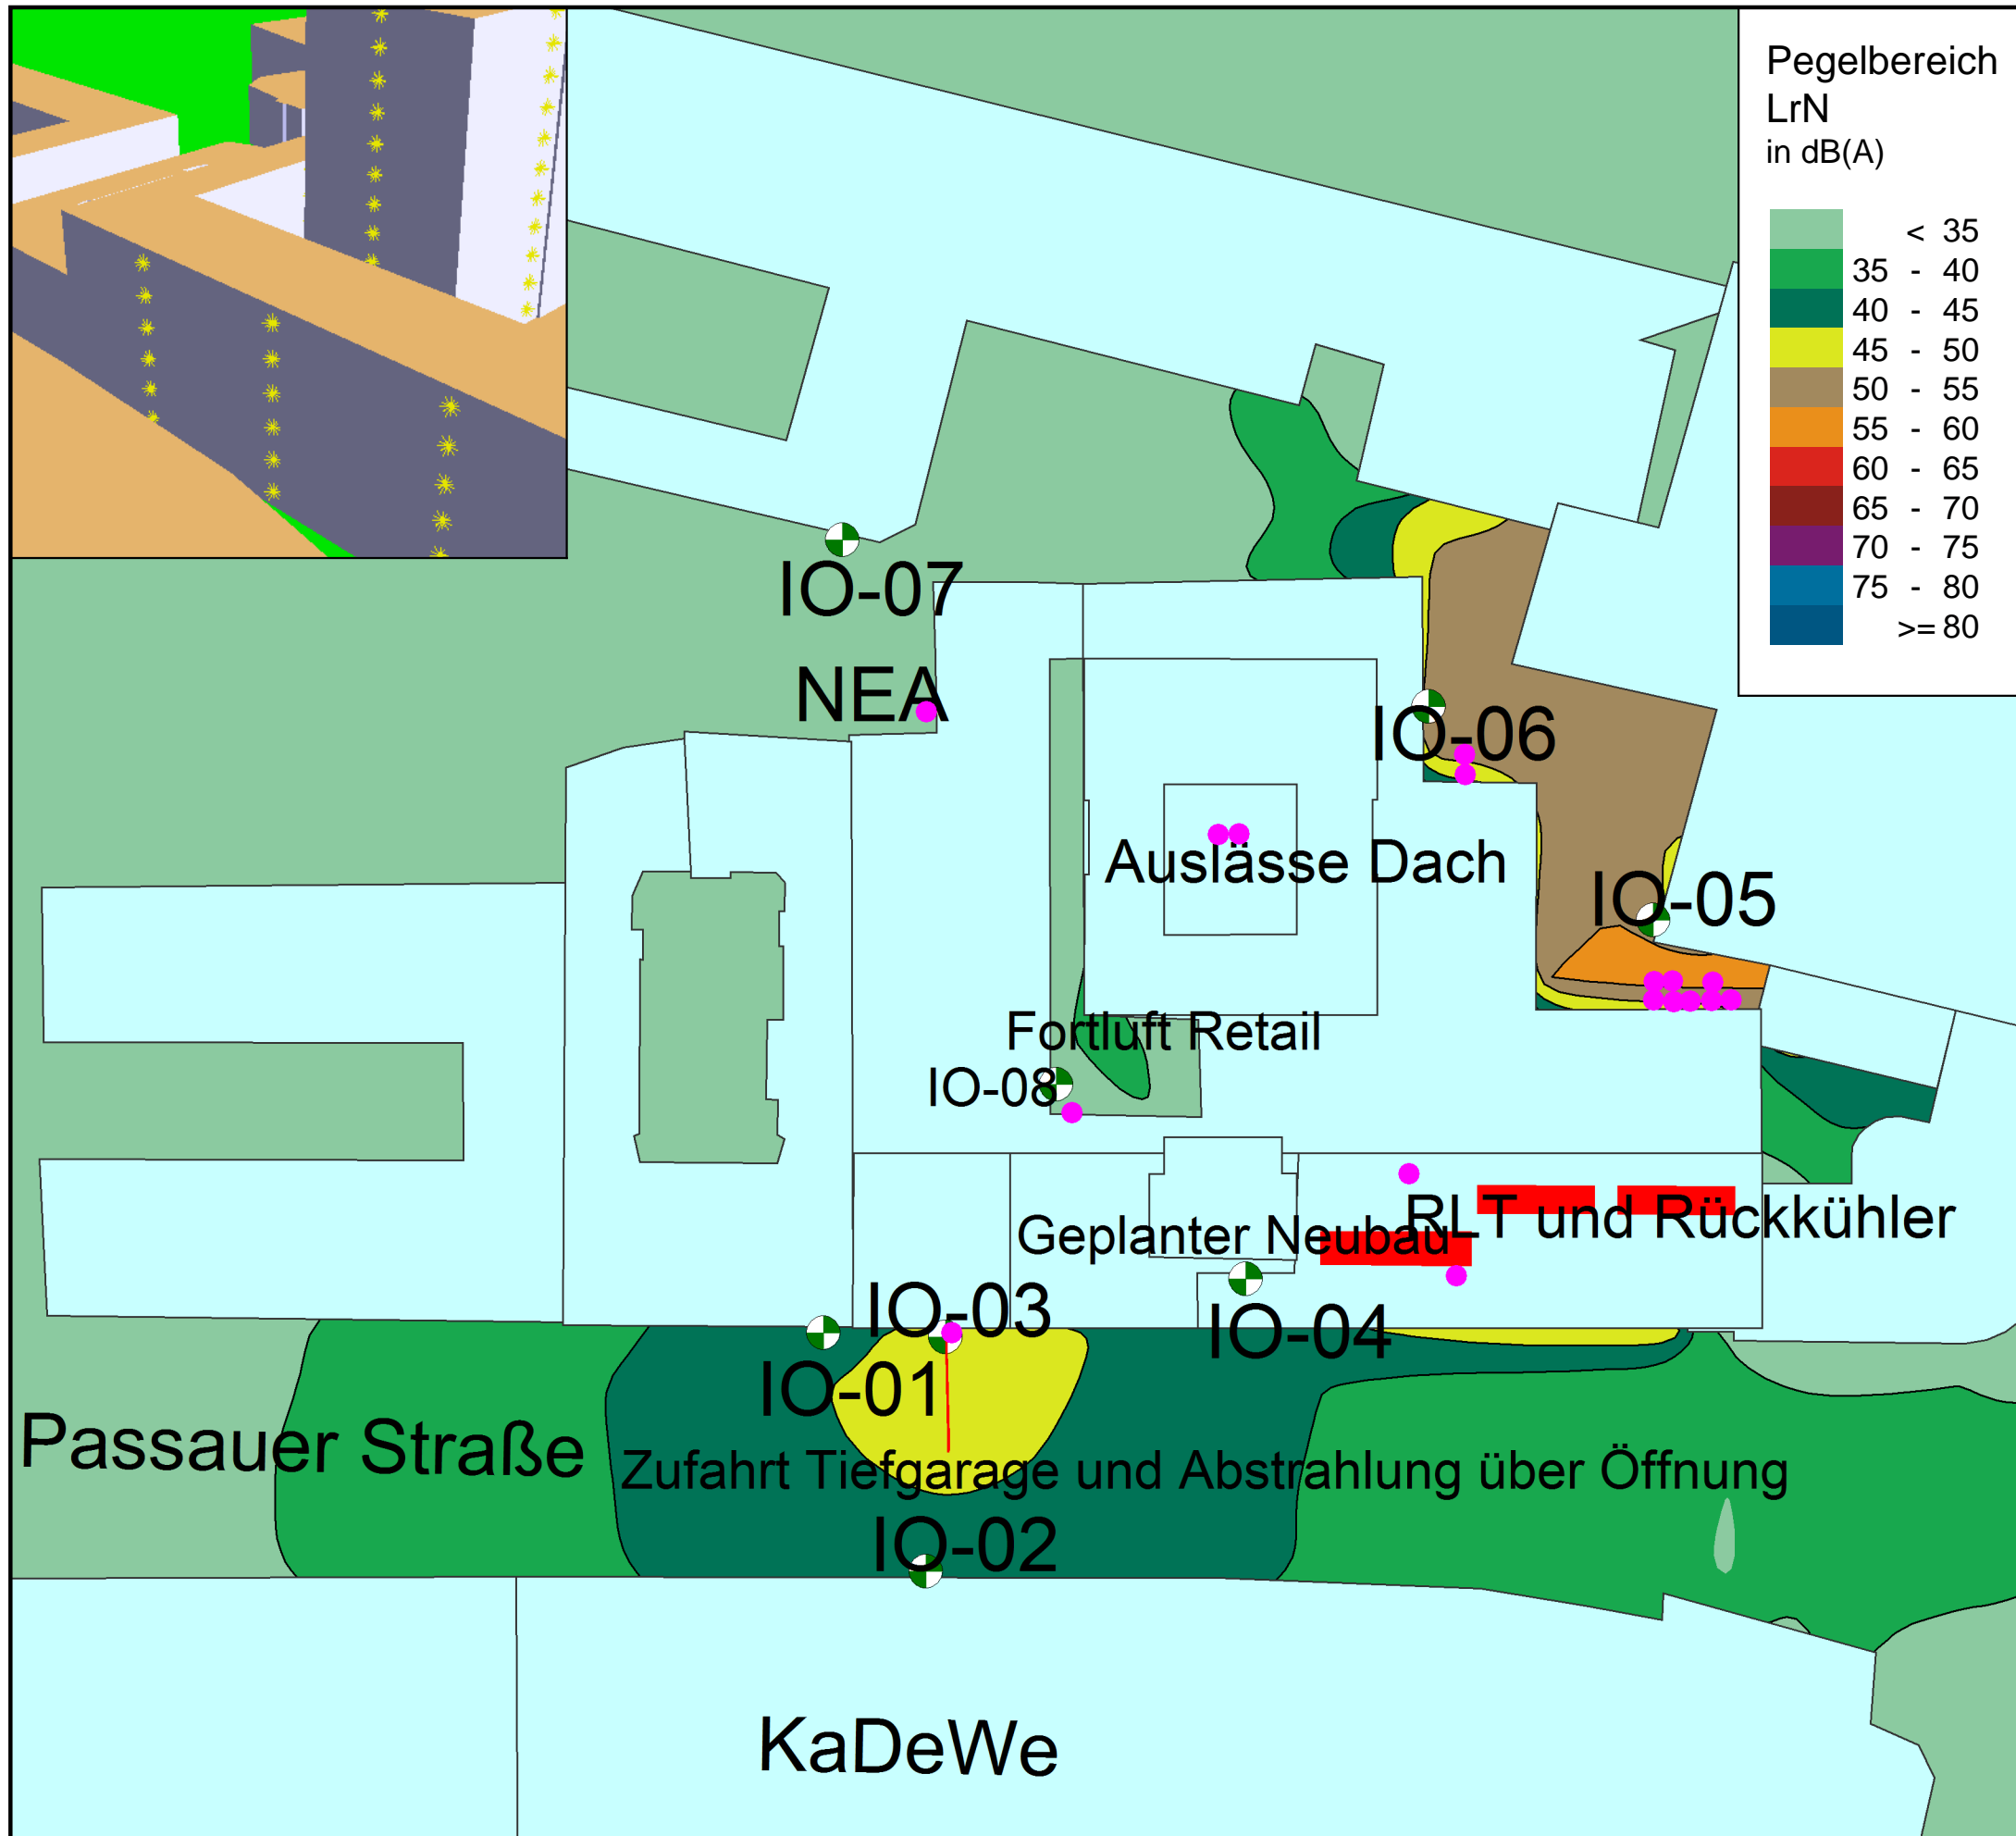 Pegelbereich
LrN
in dB(A)
< 35
35 - 40
40 - 45
45 - 50
50 - 55
55 - 60
60 - 65
65 - 70
70 - 75
75 - 80
>= 80
IO-07
NEA
IO-06
Auslässe Dach
IO-05
Fortluft Retail
IO-08
RLT und Rückkühler
Geplanter Neubau
IO-03
IO-04
IO-01
Passauer Straße
Zufahrt Tiefgarage und Abstrahlung über Öffnung
IO-02
KaDeWe